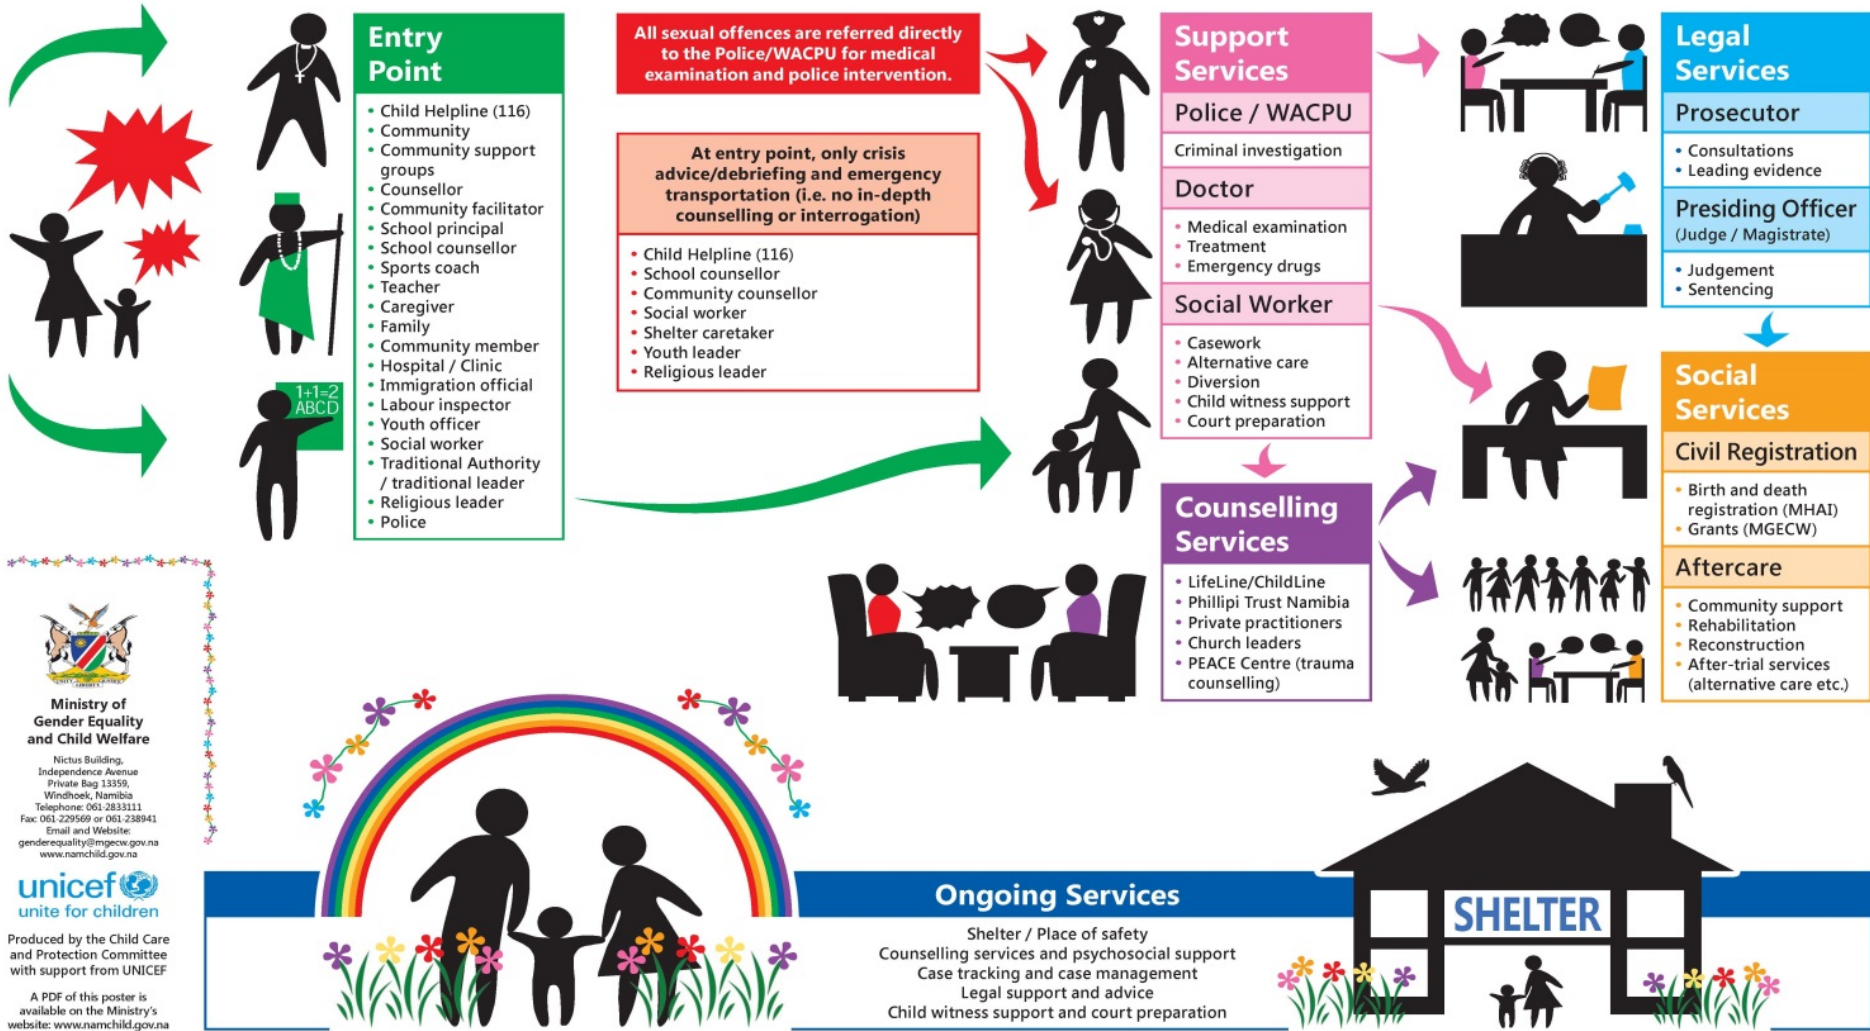 Entry
Point
• Child Helpline (116)
• Community
• Community support
groups
• Counsellor
• Community facilitator
• School principal
• School counsellor
• Sports coach
• Teacher
• Caregiver
• Family
• Community member
• Hospital / Clinic
• Immigration official
• Labour inspector
• Youth officer
• Social worker
• Traditional Authority
/ traditional leader
• Religious leader
• Police
1+1=2
ABCD
All sexual offences are referred directly
to the Police/WACPU for medical
examination and police intervention.
At entry point, only crisis
advice/debriefing and emergency
transportation (i.e. no in-depth
counselling or interrogation)
• Child Helpline (116)
• School counsellor
• Community counsellor
• Social worker
• Shelter caretaker
• Youth leader
• Religious leader
Support
Services
Police / WACPU
Criminal investigation
Doctor
• Medical examination
• Treatment
• Emergency drugs
Social Worker
• Casework
• Alternative care
• Diversion
• Child witness support
• Court preparation
Counselling
Services
• LifeLine/ChildLine
• Phillipi Trust Namibia
• Private practitioners
• Church leaders
• PEACE Centre (trauma
counselling)
Legal
Services
Prosecutor
• Consultations
• Leading evidence
Presiding Officer
(Judge / Magistrate)
• Judgement
• Sentencing
Social
Services
Civil Registration
• Birth and death
registration (MHAI)
• Grants (MGECW)
Aftercare
• Community support
• Rehabilitation
• Reconstruction
• After-trial services
(alternative care etc.)
Ministry of
Gender Equality
and Child Welfare
Nictus Building,
Independence Avenue
Private Bag 13359,
Windhoek, Namibia
Telephone: 061-2833111
Fax: 061-229569 or 061-238941
Email and Website:
genderequality@mgecw.gov.na
www.namchild.gov.na
unicef
unite for children
Produced by the Child Care
and Protection Committee
with support from UNICEF
A PDF of this poster is
available on the Ministry's
website: www.namchild.gov.na
Ongoing Services
Shelter / Place of safety
Counselling services and psychosocial support
Case tracking and case management
Legal support and advice
Child witness support and court preparation
SHELTER